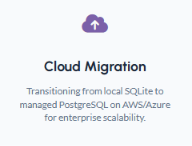 Cloud Migration
Transitioning from local SQLite to
managed PostgreSQL on AWS/Azure
for enterprise scalability.